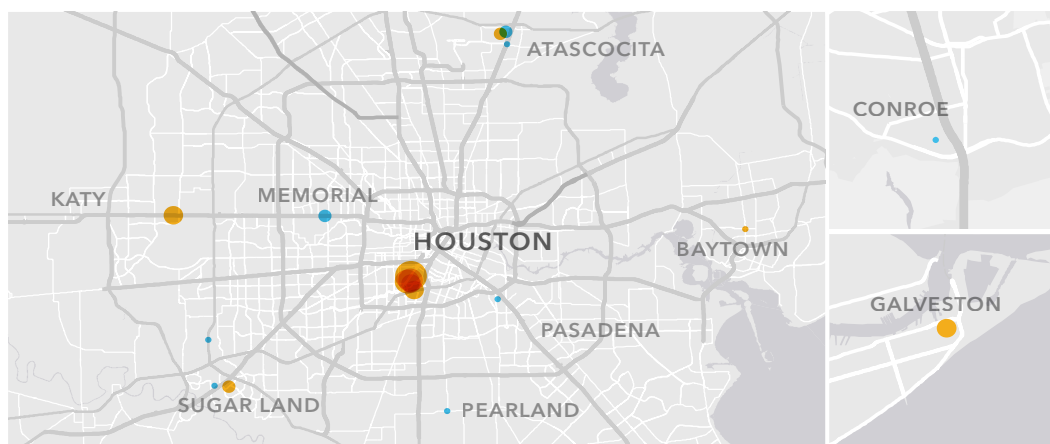 ATASCOCITA
CONROE
KATY
MEMORIAL
HOUSTON
BAYTOWN
GALVESTON
PASADENA
SUGAR LAND
PEARLAND